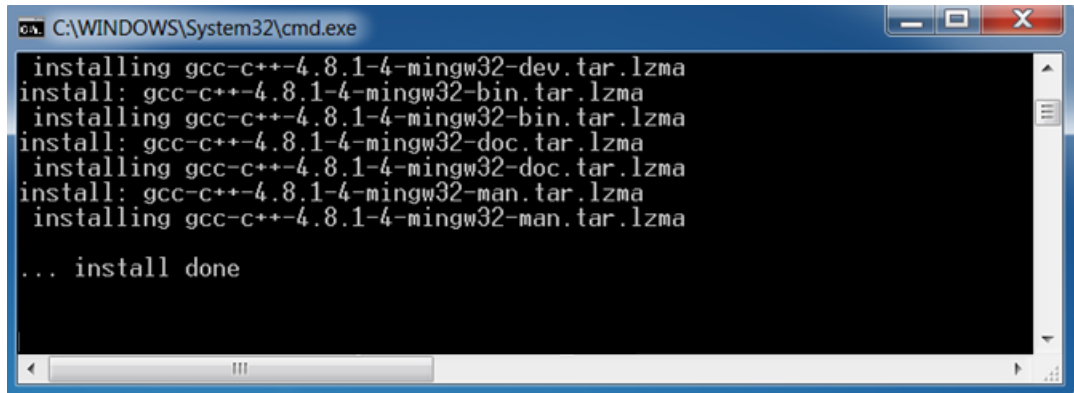 C:\WINDOWS\System32\cmd.exe
installing gcc-c++-4.8.1-4-mingw32-dev.tar.lzma
install: gcc-c++-4.8.1-4-mingw32-bin.tar.lzma
installing gcc-c++-4.8.1-4-mingw32-bin.tar.lzma
install: gcc-c++-4.8.1-4-mingw32-doc.tar.lzma
installing gcc-c++-4.8.1-4-mingw32-doc.tar.lzma
install: gcc-c++-4.8.1-4-mingw32-man.tar.lzma
installing gcc-c++-4.8.1-4-mingw32-man.tar.lzma
... install done